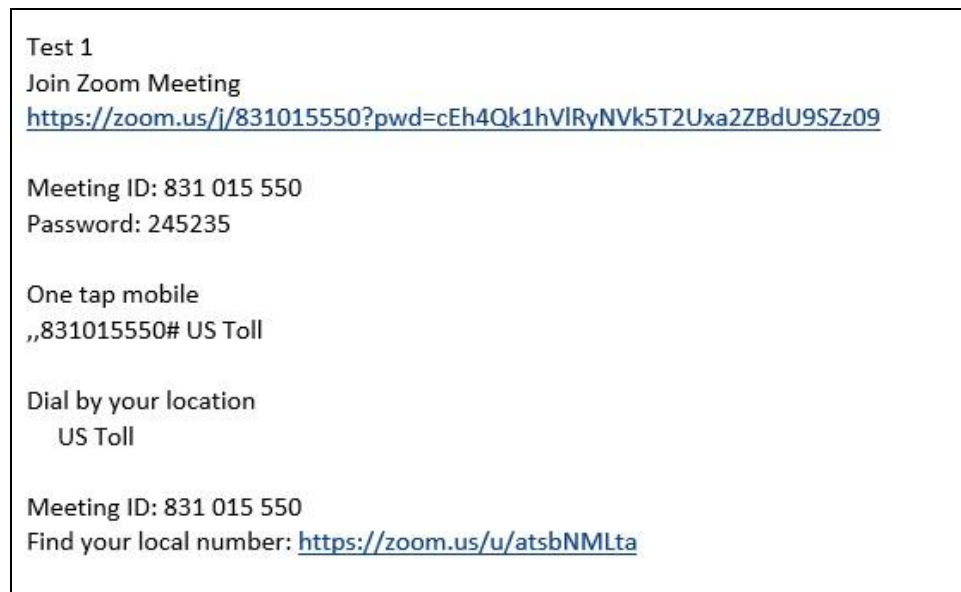 Test 1
Join Zoom Meeting
https://zoom.us/j/831015550?pwd=cEh4Qk1hVlRyNVk5T2Uxa2ZBdU9SZz09
Meeting ID: 831 015 550
Password: 245235
One tap mobile
,,831015550# US Toll
Dial by your location
US Toll
Meeting ID: 831 015 550
Find your local number: https://zoom.us/u/atsbNMLta